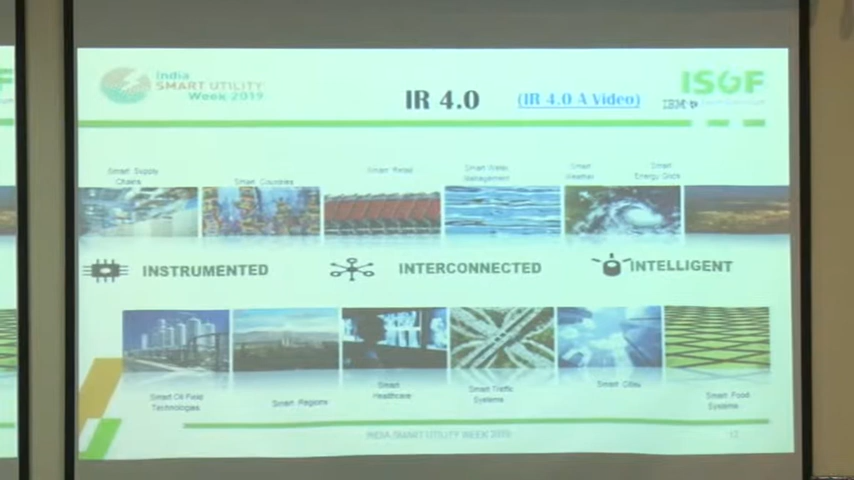 India
SMART UTILITY
Week 2019
IR 4.0
(IR 4.0 A Video)
ISGF
Smart Supply
Chains
Smart Countries
Smart Retail
Smart Water
Management
Smart
Weather
Smart
Energy Grids
INSTRUMENTED
INTERCONNECTED
INTELLIGENT
Smart Oil Field
Technologies
Smart Regions
Smart
Healthcare
Smart Traffic
Systems
Smart Cities
Smart Food
Systems
INDIA SMART UTILITY WEEK 2019